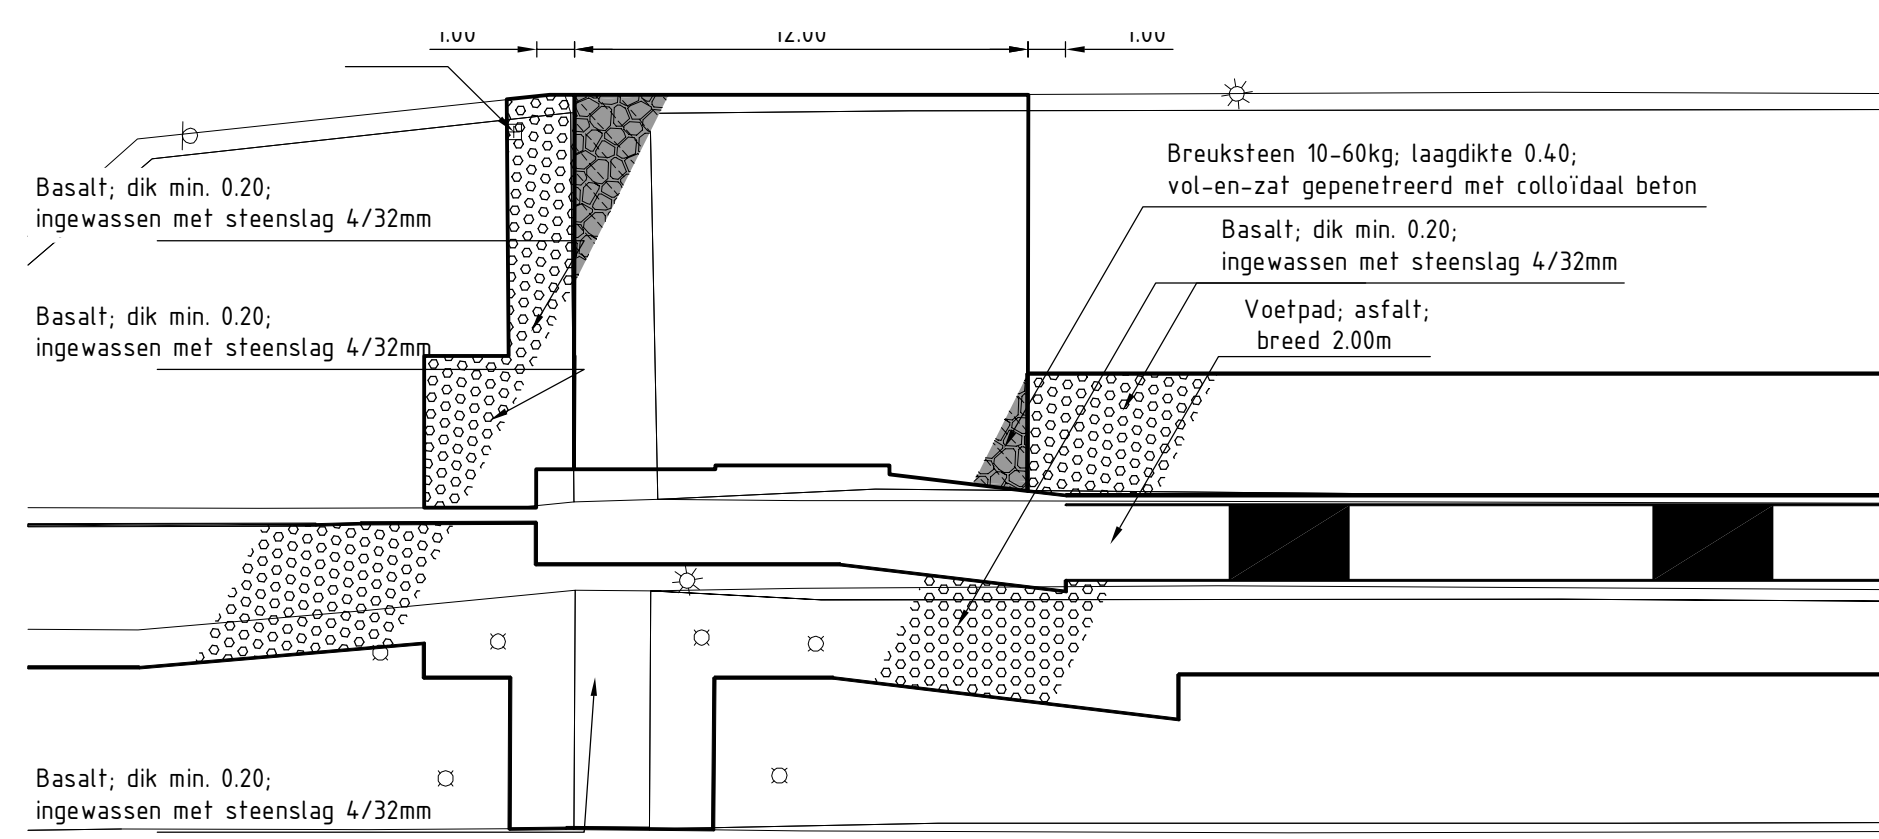 1.00 12.00 1.00
Basalt; dik min. 0.20;
ingewassen met steenslag 4/32mm
Basalt; dik min. 0.20;
ingewassen met steenslag 4/32mm
Breuksteen 10-60kg; laagdikte 0.40;
vol-en-zat gepenetreerd met colloïdaal beton
Basalt; dik min. 0.20;
ingewassen met steenslag 4/32mm
Voetpad; asfalt;
breed 2.00m
Basalt; dik min. 0.20;
ingewassen met steenslag 4/32mm